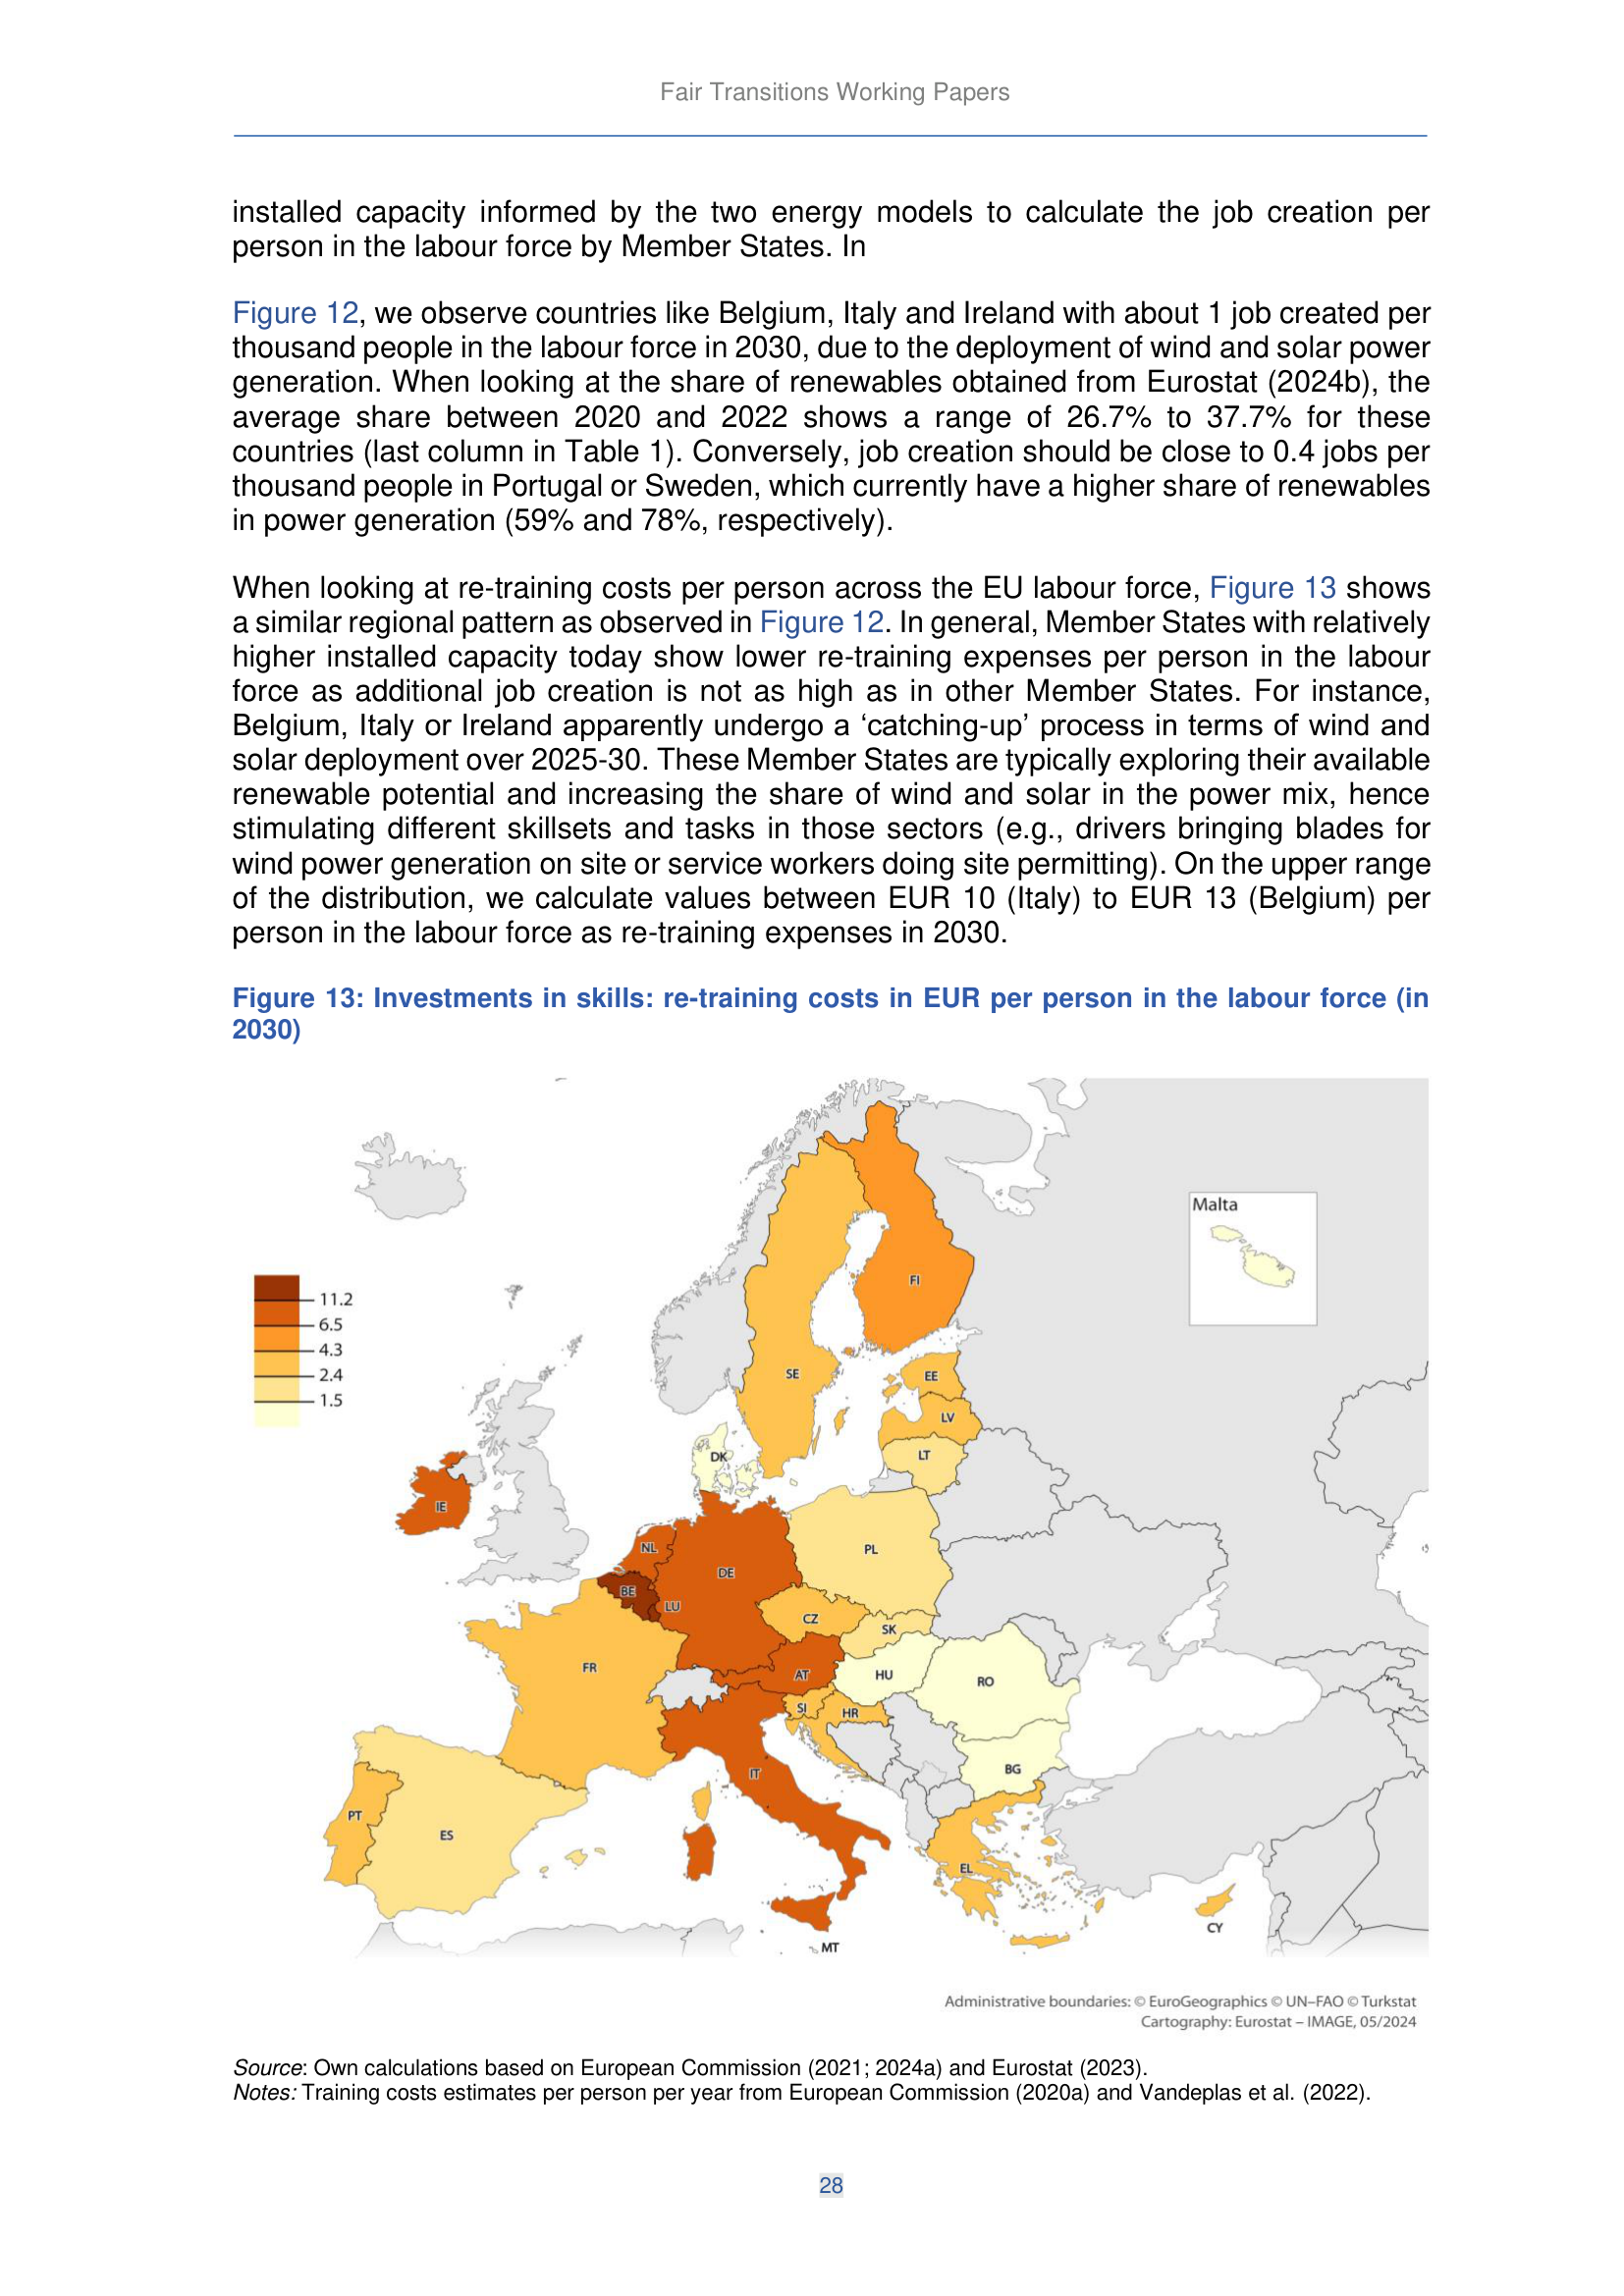 Fair Transitions Working Papers
installed capacity informed by the two energy models to calculate the job creation per
person in the labour force by Member States. In
Figure 12, we observe countries like Belgium, Italy and Ireland with about 1 job created per
thousand people in the labour force in 2030, due to the deployment of wind and solar power
generation. When looking at the share of renewables obtained from Eurostat (2024b), the
average share between 2020 and 2022 shows a range of 26.7% to 37.7% for these
countries (last column in Table 1). Conversely, job creation should be close to 0.4 jobs per
thousand people in Portugal or Sweden, which currently have a higher share of renewables
in power generation (59% and 78%, respectively).
When looking at re-training costs per person across the EU labour force, Figure 13 shows
a similar regional pattern as observed in Figure 12. In general, Member States with relatively
higher installed capacity today show lower re-training expenses per person in the labour
force as additional job creation is not as high as in other Member States. For instance,
Belgium, Italy or Ireland apparently undergo a ‘catching-up’ process in terms of wind and
solar deployment over 2025-30. These Member States are typically exploring their available
renewable potential and increasing the share of wind and solar in the power mix, hence
stimulating different skillsets and tasks in those sectors (e.g., drivers bringing blades for
wind power generation on site or service workers doing site permitting). On the upper range
of the distribution, we calculate values between EUR 10 (Italy) to EUR 13 (Belgium) per
person in the labour force as re-training expenses in 2030.
Figure 13: Investments in skills: re-training costs in EUR per person in the labour force (in
2030)
Malta
FI
11.2
6.5
4.3
2.4
1.5
SE
EE
LV
LT
DK
IE
NL
PL
DE
BE
LU
CZ
SK
FR
AT
HU
RO
SI
HR
BG
IT
PT
ES
EL
CY
MT
Administrative boundaries: © EuroGeographics © UN–FAO © Turkstat
Cartography: Eurostat – IMAGE, 05/2024
Source: Own calculations based on European Commission (2021; 2024a) and Eurostat (2023).
Notes: Training costs estimates per person per year from European Commission (2020a) and Vandeplas et al. (2022).
28